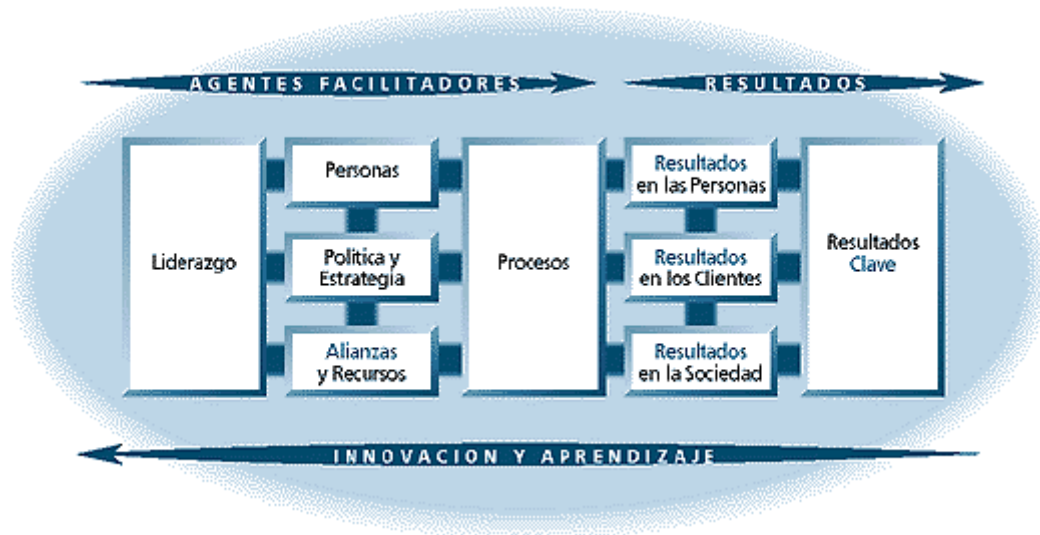 AGENTES FACILITADORES
RESULTADOS
Liderazgo
Personas
Política y
Estrategia
Alianzas
y Recursos
Procesos
Resultados
en las Personas
Resultados
en los Clientes
Resultados
en la Sociedad
Resultados
Clave
INNOVACION Y APRENDIZAJE